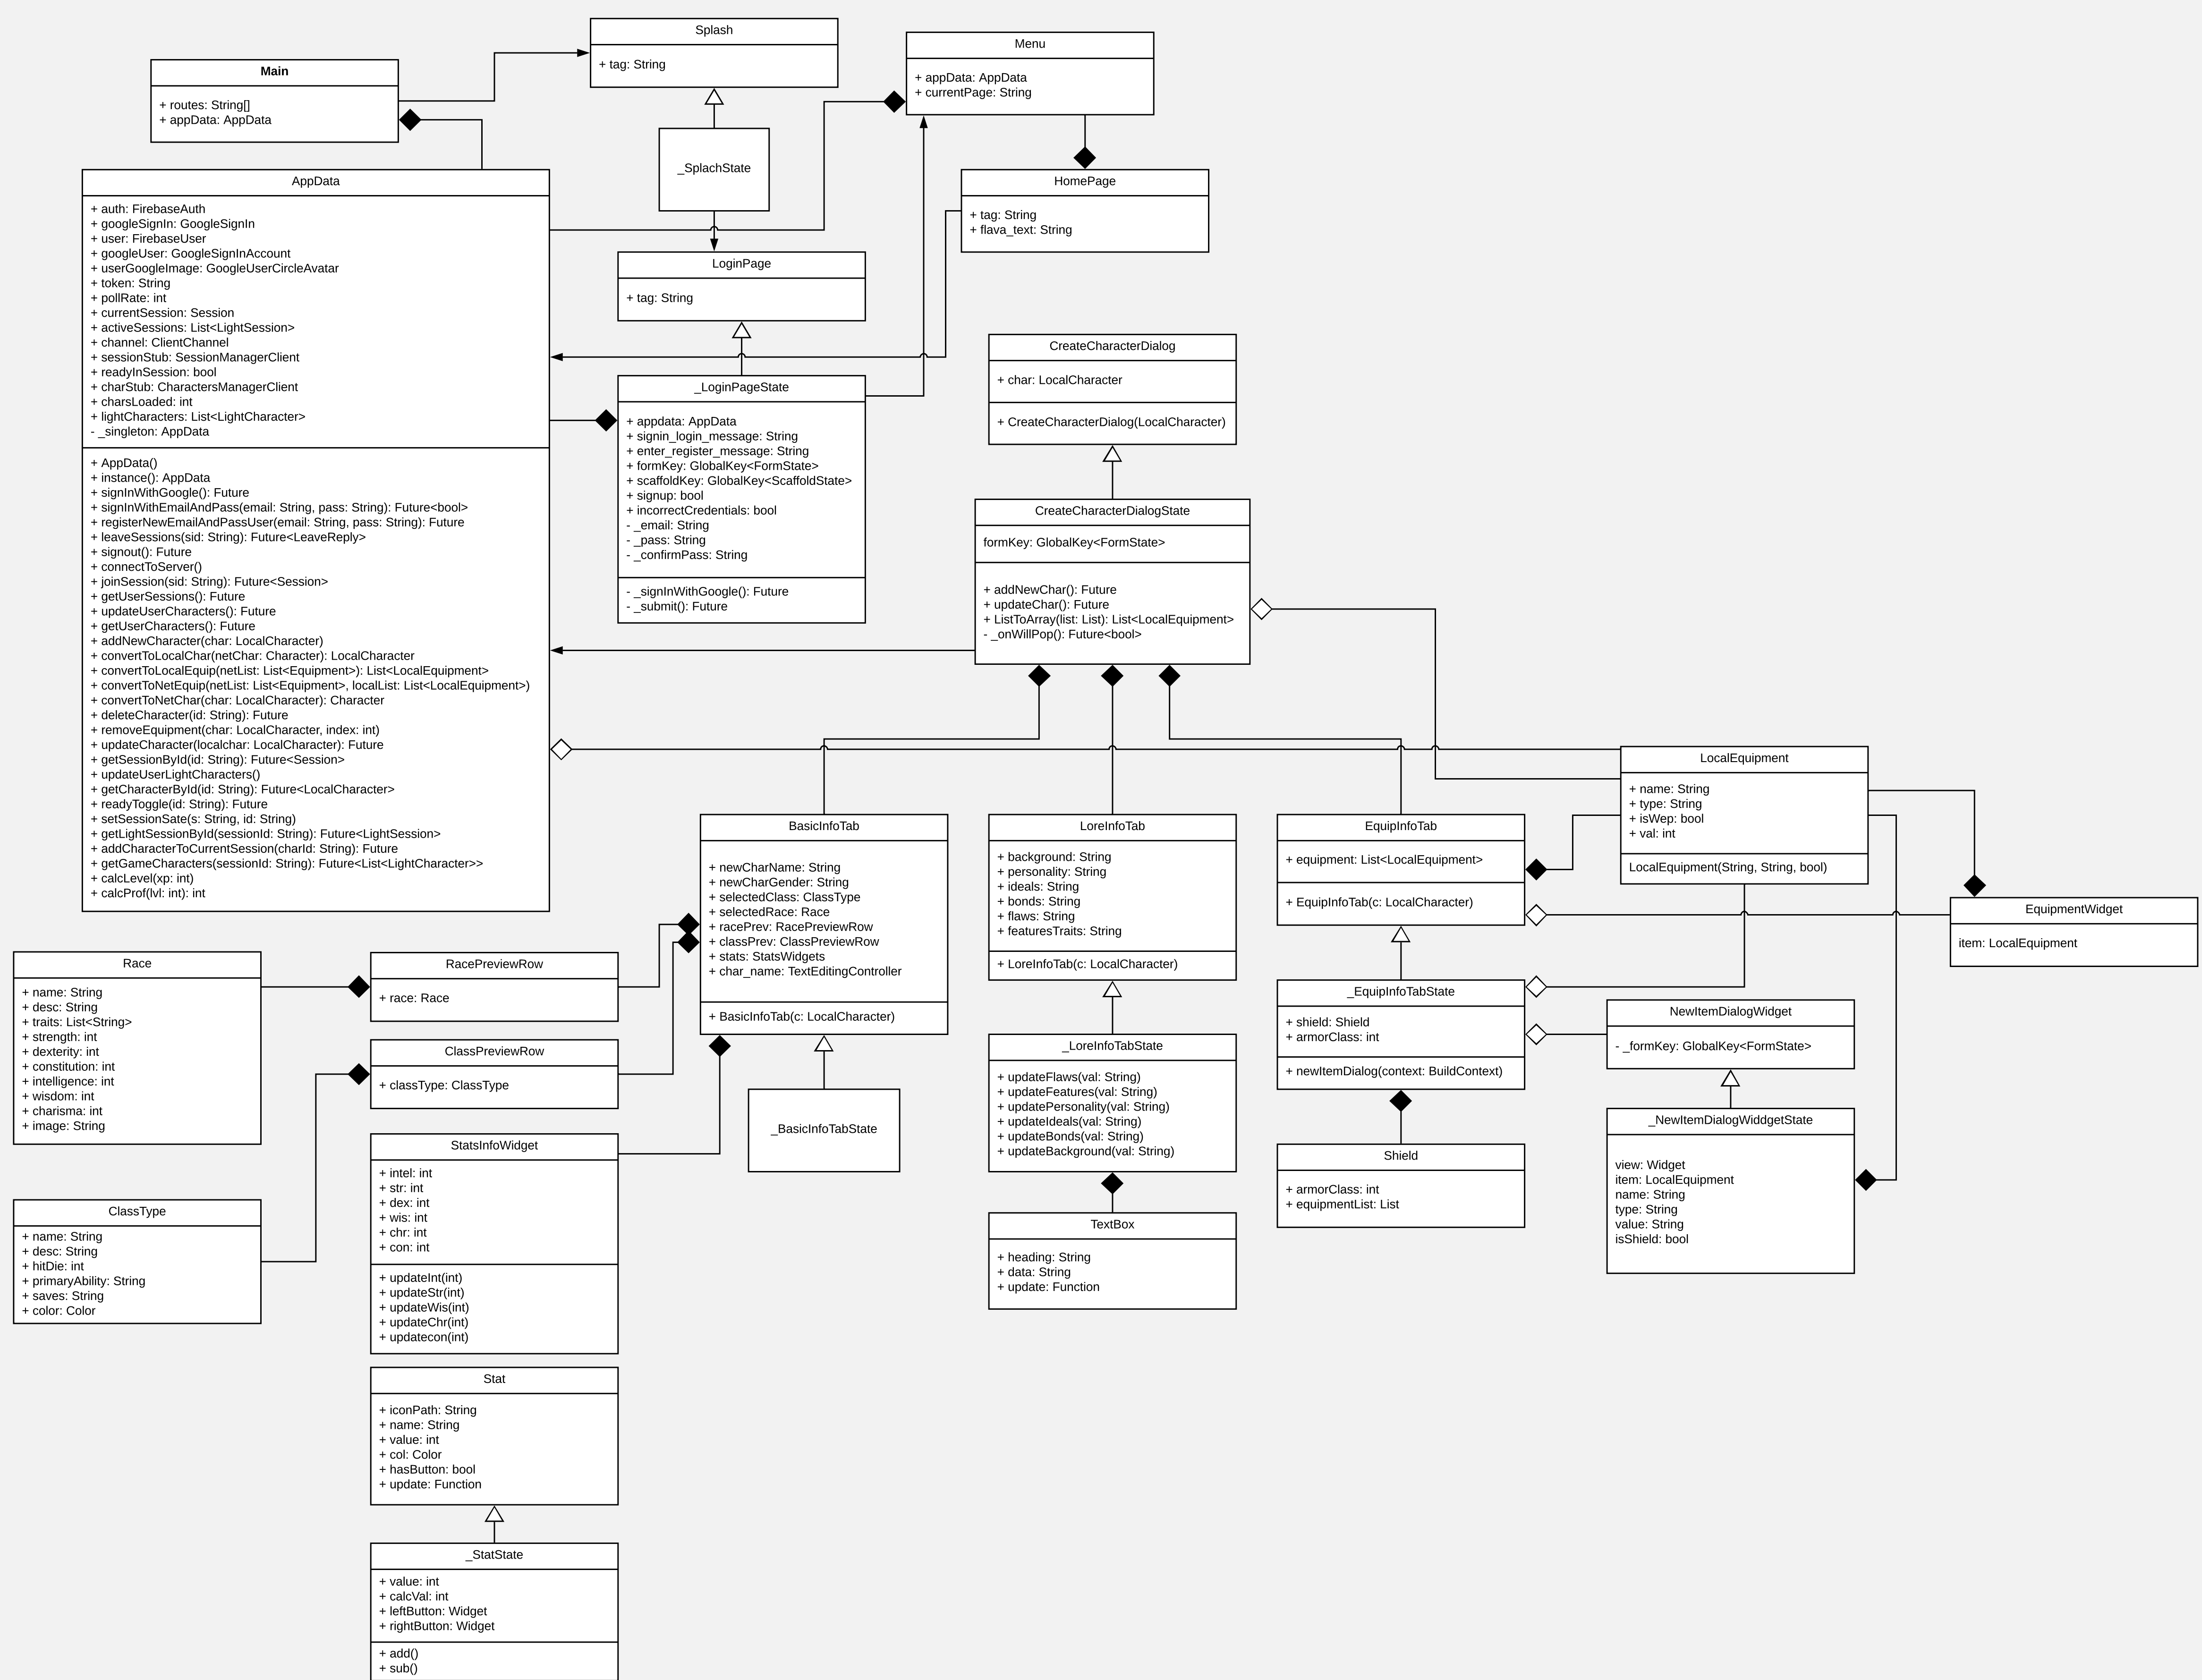 Splash
+ tag: String
Menu
+ appData: AppData
+ currentPage: String
Main
+ routes: String[]
+ appData: AppData
_SplachState
AppData
+ auth: FirebaseAuth
+ googleSignIn: GoogleSignIn
+ user: FirebaseUser
+ googleUser: GoogleSignInAccount
+ userGoogleImage: GoogleUserCircleAvatar
+ token: String
+ pollRate: int
+ currentSession: Session
+ activeSessions: List<LightSession>
+ channel: ClientChannel
+ sessionStub: SessionManagerClient
+ readyInSession: bool
+ charStub: CharactersManagerClient
+ charsLoaded: int
+ lightCharacters: List<LightCharacter>
- _singleton: AppData
+ AppData()
+ instance(): AppData
+ signInWithGoogle(): Future
+ signInWithEmailAndPass(email: String, pass: String): Future<bool>
+ registerNewEmailAndPassUser(email: String, pass: String): Future
+ leaveSessions(sid: String): Future<LeaveReply>
+ signout(): Future
+ connectToServer()
+ joinSession(sid: String): Future<Session>
+ getUserSessions(): Future
+ updateUserCharacters(): Future
+ getUserCharacters(): Future
+ addNewCharacter(char: LocalCharacter)
+ convertToLocalChar(netChar: Character): LocalCharacter
+ convertToLocalEquip(netList: List<Equipment>): List<LocalEquipment>
+ convertToNetEquip(netList: List<Equipment>, localList: List<LocalEquipment>)
+ convertToNetChar(char: LocalCharacter): Character
+ deleteCharacter(id: String): Future
+ removeEquipment(char: LocalCharacter, index: int)
+ updateCharacter(localchar: LocalCharacter): Future
+ getSessionById(id: String): Future<Session>
+ updateUserLightCharacters()
+ getCharacterById(id: String): Future<LocalCharacter>
+ readyToggle(id: String): Future
+ setSessionSate(s: String, id: String)
+ getLightSessionById(sessionId: String): Future<LightSession>
+ addCharacterToCurrentSession(charId: String): Future
+ getGameCharacters(sessionId: String): Future<List<LightCharacter>>
+ calcLevel(xp: int)
+ calcProf(lvl: int): int
HomePage
+ tag: String
+ flava_text: String
LoginPage
+ tag: String
_LoginPageState
+ appdata: AppData
+ signin_login_message: String
+ enter_register_message: String
+ formKey: GlobalKey<FormState>
+ scaffoldKey: GlobalKey<ScaffoldState>
+ signup: bool
+ incorrectCredentials: bool
- _email: String
- _pass: String
- _confirmPass: String
- _signInWithGoogle(): Future
- _submit(): Future
CreateCharacterDialog
+ char: LocalCharacter
+ CreateCharacterDialog(LocalCharacter)
CreateCharacterDialogState
formKey: GlobalKey<FormState>
+ addNewChar(): Future
+ updateChar(): Future
+ ListToArray(list: List): List<LocalEquipment>
- _onWillPop(): Future<bool>
LocalEquipment
+ name: String
+ type: String
+ isWep: bool
+ val: int
LocalEquipment(String, String, bool)
BasicInfoTab
+ newCharName: String
+ newCharGender: String
+ selectedClass: ClassType
+ selectedRace: Race
+ racePrev: RacePreviewRow
+ classPrev: ClassPreviewRow
+ stats: StatsWidgets
+ char_name: TextEditingController
+ BasicInfoTab(c: LocalCharacter)
LoreInfoTab
+ background: String
+ personality: String
+ ideals: String
+ bonds: String
+ flaws: String
+ featuresTraits: String
+ LoreInfoTab(c: LocalCharacter)
EquipInfoTab
+ equipment: List<LocalEquipment>
+ EquipInfoTab(c: LocalCharacter)
EquipmentWidget
item: LocalEquipment
Race
+ name: String
+ desc: String
+ traits: List<String>
+ strength: int
+ dexterity: int
+ constitution: int
+ intelligence: int
+ wisdom: int
+ charisma: int
+ image: String
RacePreviewRow
+ race: Race
ClassPreviewRow
+ classType: ClassType
_EquipInfoTabState
+ shield: Shield
+ armorClass: int
+ newItemDialog(context: BuildContext)
NewItemDialogWidget
- _formKey: GlobalKey<FormState>
_BasicInfoTabState
_LoreInfoTabState
+ updateFlaws(val: String)
+ updateFeatures(val: String)
+ updatePersonality(val: String)
+ updateIdeals(val: String)
+ updateBonds(val: String)
+ updateBackground(val: String)
_NewItemDialogWiddgetState
view: Widget
item: LocalEquipment
name: String
type: String
value: String
isShield: bool
StatsInfoWidget
+ intel: int
+ str: int
+ dex: int
+ wis: int
+ chr: int
+ con: int
+ updateInt(int)
+ updateStr(int)
+ updateWis(int)
+ updateChr(int)
+ updatecon(int)
Shield
+ armorClass: int
+ equipmentList: List
ClassType
+ name: String
+ desc: String
+ hitDie: int
+ primaryAbility: String
+ saves: String
+ color: Color
TextBox
+ heading: String
+ data: String
+ update: Function
Stat
+ iconPath: String
+ name: String
+ value: int
+ col: Color
+ hasButton: bool
+ update: Function
_StatState
+ value: int
+ calcVal: int
+ leftButton: Widget
+ rightButton: Widget
+ add()
+ sub()